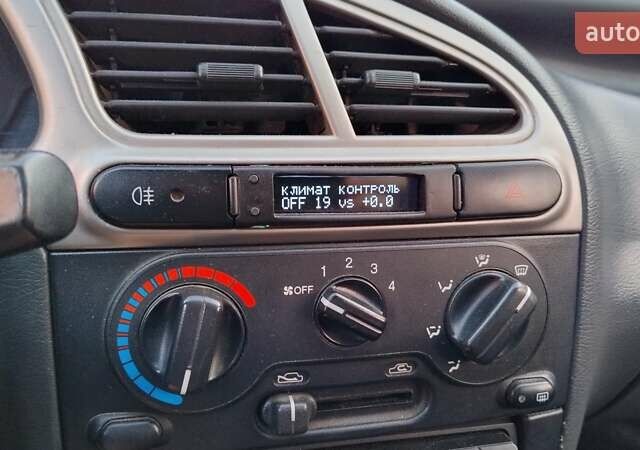 auto
КЛИМАТ КОНТРОЛЬ
OFF 19 vs +0.0
OFF 1 2 3 4